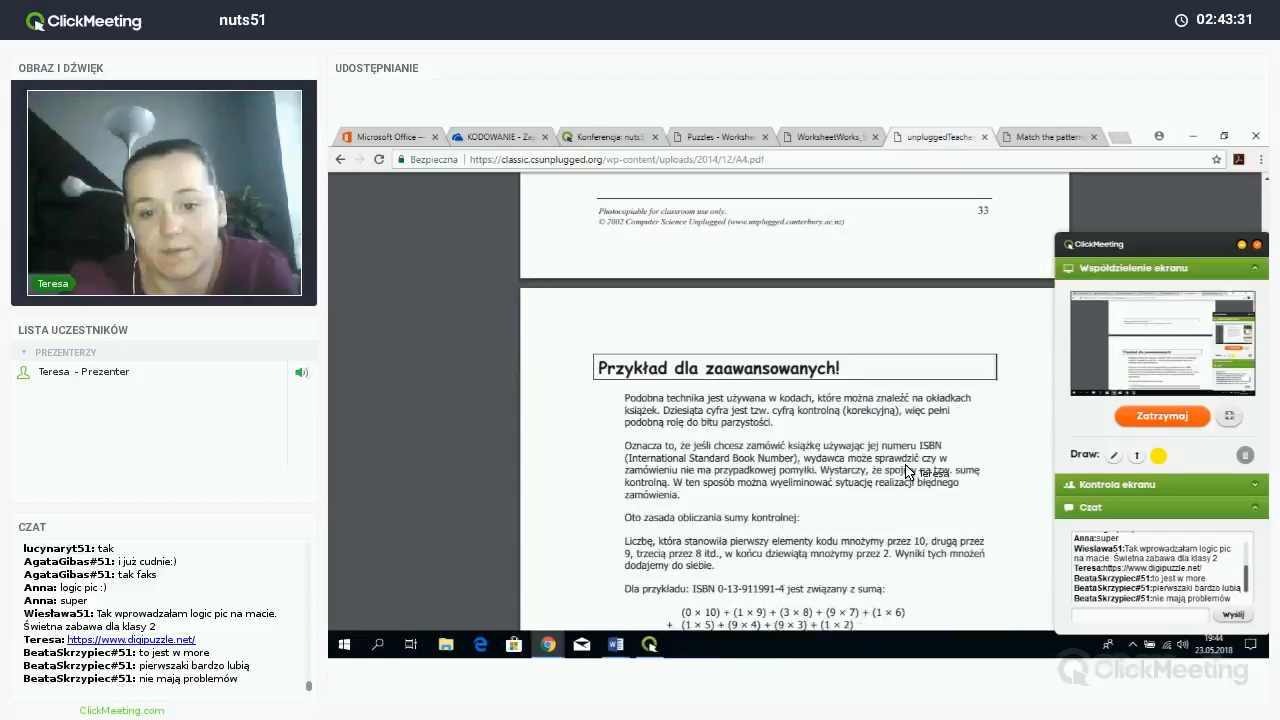 ClickMeeting
nuts51
02:43:31
OBRAZ I DŹWIĘK
Teresa
LISTA UCZESTNIKÓW
PREZENTERZY
Teresa - Prezenter
CZAT
lucynaryt51: tak
AgataGibas#51: i już cudnie:)
AgataGibas#51: tak faks
Anna: logic pic :)
Anna: super
Wiesława51: Tak wprowadzałam logic pic na macie.
Świetna zabawa dla klasy 2
Teresa: https://www.digipuzzle.net/
BeataSkrzypiec#51: to jest w more
BeataSkrzypiec#51: pierwszaki bardzo lubią
BeataSkrzypiec#51: nie mają problemów
ClickMeeting.com
UDOSTĘPNIANIE
Microsoft Office —
KODOWANIE - Za
Konferencja: nuts
Puzzles - Workshe
WorksheetWorks_S
unpluggedTeache
Match the pattern
Bezpieczna
https://classic.csunplugged.org/wp-content/uploads/2014/12/A4.pdf
Photocopiable for classroom use only.
© 2002 Computer Science Unplugged (www.unplugged.canterbury.ac.nz)
33
Przykład dla zaawansowanych!
Podobna technika jest używana w kodach, które można znaleźć na okładkach
książek. Dziesiąta cyfra jest tzw. cyfrą kontrolną (korekcyjną), więc pełni
podobną rolę do bitu parzystości.
Oznacza to, że jeśli chcesz zamówić książkę używając jej numeru ISBN
(International Standard Book Number), wydawca może sprawdzić czy w
zamówieniu nie ma przypadkowej pomyłki. Wystarczy, że spojrzy na tzw. sumę
kontrolną. W ten sposób można wyeliminować sytuację realizacji błędnego
zamówienia.
Teresa
Oto zasada obliczania sumy kontrolnej:
Liczbę, która stanowiła pierwszy elementy kodu mnożymy przez 10, drugą przez
9, trzecią przez 8 itd., w końcu dziewiątą mnożymy przez 2. Wyniki tych mnożeń
dodajemy do siebie.
Dla przykładu: ISBN 0-13-911991-4 jest związany z sumą:
(0 × 10) + (1 × 9) + (3 × 8) + (9 × 7) + (1 × 6)
+ (1 × 5) + (9 × 4) + (9 × 3) + (1 × 2)
ClickMeeting
Współdzielenie ekranu
Zatrzymaj
Draw:
Kontrola ekranu
Czat
Anna:super
Wiesława51:Tak wprowadzałam logic pic
na macie. Świetna zabawa dla klasy 2
Teresa:https://www.digipuzzle.net/
BeataSkrzypiec#51:to jest w more
BeataSkrzypiec#51:pierwszaki bardzo lubią
BeataSkrzypiec#51:nie mają problemów
Wyślij
19:44
23.05.2018
ClickMeeting